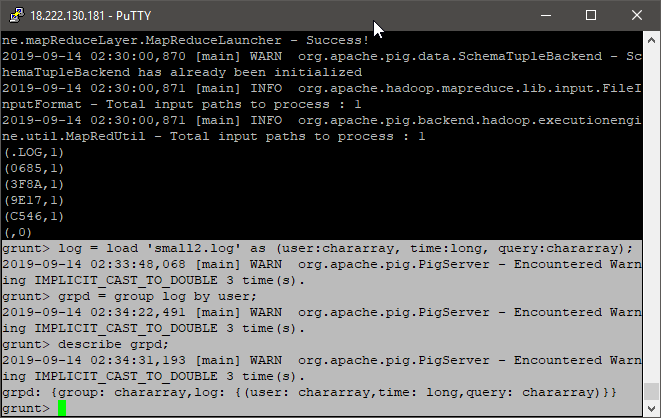 18.222.130.181 - PuTTY
ne.mapReduceLayer.MapReduceLauncher - Success!
2019-09-14 02:30:00,870 [main] WARN  org.apache.pig.data.SchemaTupleBackend - Sc
hemaTupleBackend has already been initialized
2019-09-14 02:30:00,871 [main] INFO  org.apache.hadoop.mapreduce.lib.input.FileI
nputFormat - Total input paths to process : 1
2019-09-14 02:30:00,871 [main] INFO  org.apache.pig.backend.hadoop.executionengi
ne.util.MapRedUtil - Total input paths to process : 1
(.LOG,1)
(0685,1)
(3F8A,1)
(9E17,1)
(C546,1)
(,0)
grunt> log = load 'small2.log' as (user:chararray, time:long, query:chararray);
2019-09-14 02:33:48,068 [main] WARN  org.apache.pig.PigServer - Encountered Warn
ing IMPLICIT_CAST_TO_DOUBLE 3 time(s).
grunt> grpd = group log by user;
2019-09-14 02:34:22,491 [main] WARN  org.apache.pig.PigServer - Encountered Warn
ing IMPLICIT_CAST_TO_DOUBLE 3 time(s).
grunt> describe grpd;
2019-09-14 02:34:31,193 [main] WARN  org.apache.pig.PigServer - Encountered Warn
ing IMPLICIT_CAST_TO_DOUBLE 3 time(s).
grpd: {group: chararray,log: {(user: chararray,time: long,query: chararray)}}
grunt>